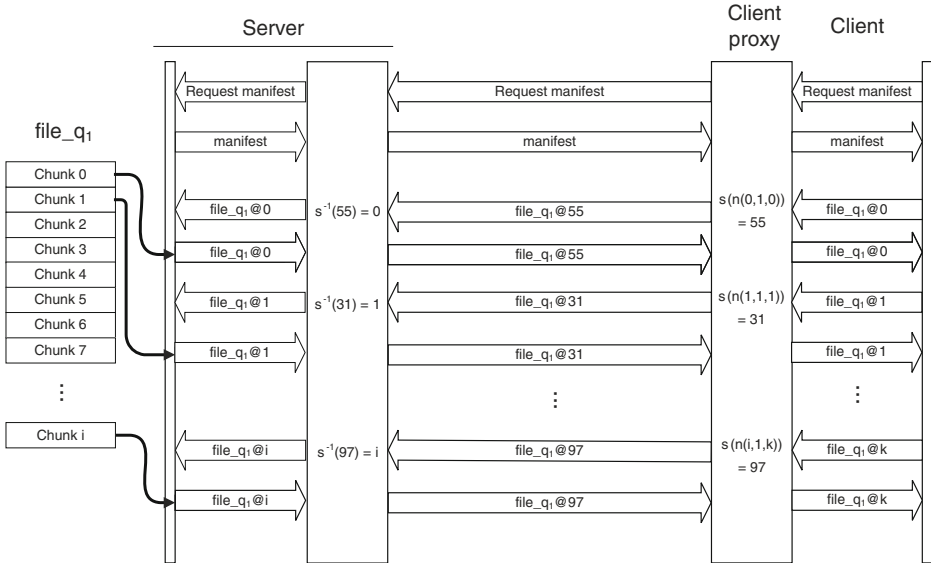 Server
Client
proxy
Client
Request manifest
Request manifest
Request manifest
manifest
manifest
manifest
file_q₁
Chunk 0
Chunk 1
Chunk 2
Chunk 3
Chunk 4
Chunk 5
Chunk 6
Chunk 7
⋮
Chunk i
file_q₁@0
s⁻¹(55) = 0
file_q₁@55
s(n(0,1,0))
= 55
file_q₁@0
file_q₁@0
file_q₁@55
file_q₁@0
file_q₁@1
s⁻¹(31) = 1
file_q₁@31
s(n(1,1,1))
= 31
file_q₁@1
file_q₁@1
file_q₁@31
file_q₁@1
⋮
⋮
file_q₁@i
s⁻¹(97) = i
file_q₁@97
s(n(i,1,k))
= 97
file_q₁@k
file_q₁@i
file_q₁@97
file_q₁@k